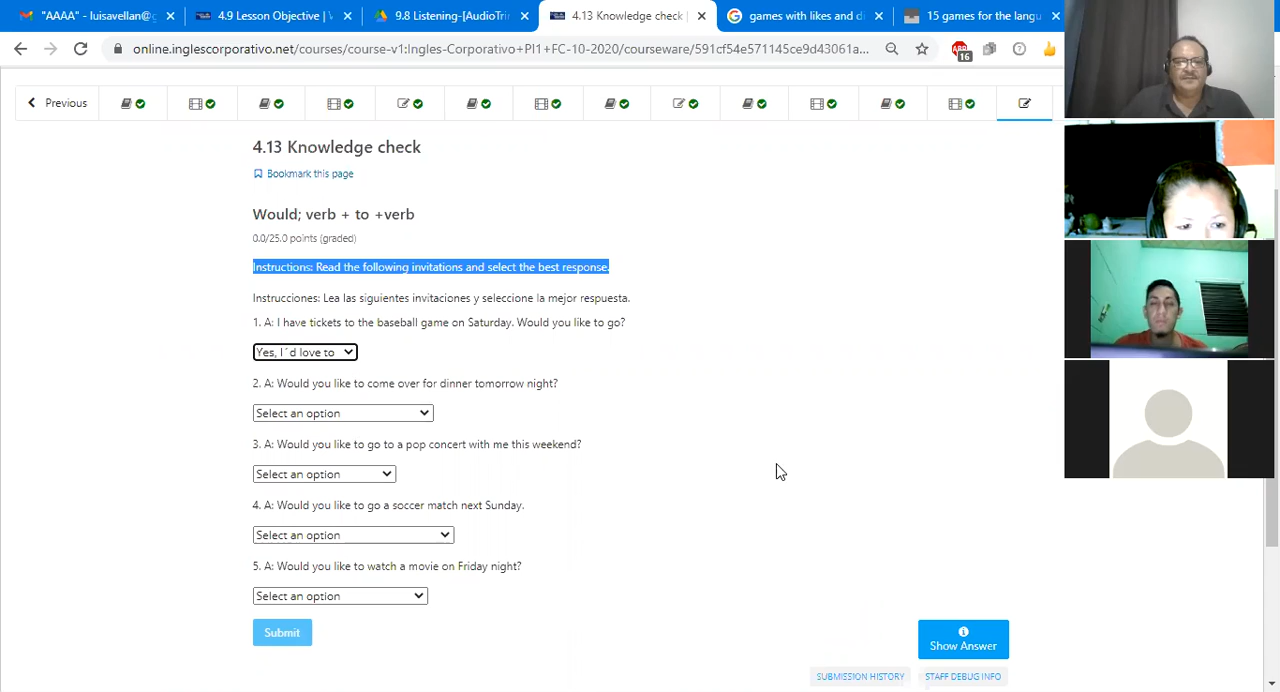 "AAAA" - luisavellan@g
4.9 Lesson Objective | V
9.8 Listening-[AudioTrim
4.13 Knowledge check |
games with likes and di
15 games for the langu
online.inglescorporativo.net/courses/course-v1:Ingles-Corporativo+PI1+FC-10-2020/courseware/591cf54e571145ce9d43061a...
ABP
16
Previous
4.13 Knowledge check
Bookmark this page
Would; verb + to +verb
0.0/25.0 points (graded)
Instructions: Read the following invitations and select the best response.
Instrucciones: Lea las siguientes invitaciones y seleccione la mejor respuesta.
1. A: I have tickets to the baseball game on Saturday. Would you like to go?
Yes, I´d love to
2. A: Would you like to come over for dinner tomorrow night?
Select an option
3. A: Would you like to go to a pop concert with me this weekend?
Select an option
4. A: Would you like to go a soccer match next Sunday.
Select an option
5. A: Would you like to watch a movie on Friday night?
Select an option
Submit
Show Answer
SUBMISSION HISTORY
STAFF DEBUG INFO